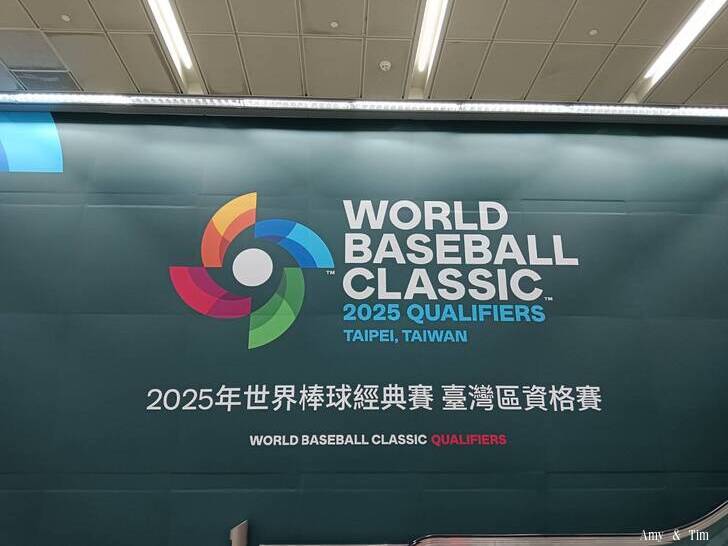 WORLD
BASEBALL
CLASSIC™
2025 QUALIFIERS
TAIPEI, TAIWAN
2025年世界棒球經典賽 臺灣區資格賽
WORLD BASEBALL CLASSIC QUALIFIERS
Amy & Tim